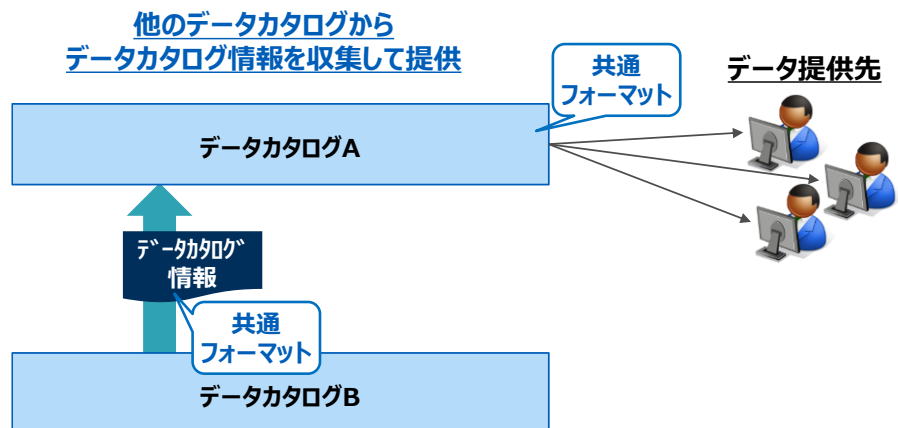 他のデータカタログから
データカタログ情報を収集して提供
共通
フォーマット
データ提供先
データカタログA
ﾃﾞｰﾀｶﾀﾛｸﾞ
情報
共通
フォーマット
データカタログB